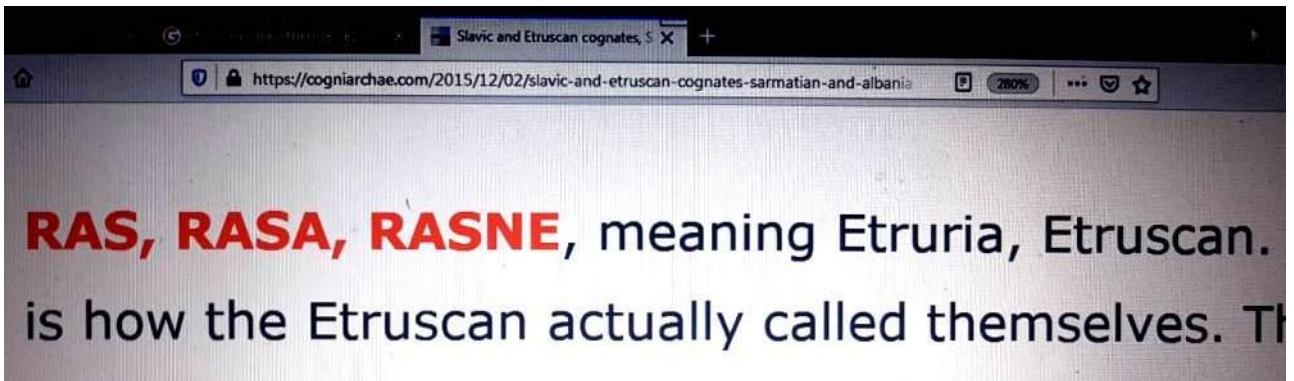 Slavic and Etruscan cognates, S
https://cogniarchae.com/2015/12/02/slavic-and-etruscan-cognates-sarmatian-and-albania
280%
RAS, RASA, RASNE, meaning Etruria, Etruscan.
is how the Etruscan actually called themselves. Th